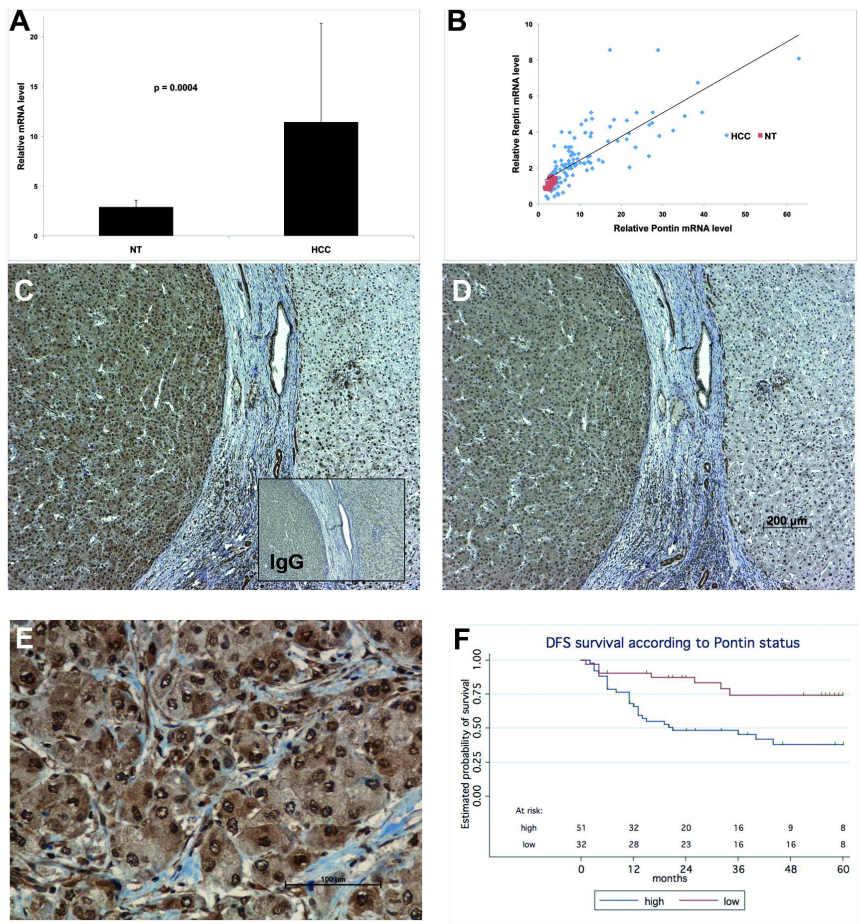 A
Relative mRNA level
20
15
10
5
0
p = 0.0004
NT
HCC
B
Relative Reptin mRNA level
10
8
6
4
2
0
HCC
NT
0
10
20
30
40
50
60
Relative Pontin mRNA level
C
IgG
D
200 µm
E
100 µm
F
DFS survival according to Pontin status
Estimated probability of survival
1.00
0.75
0.50
0.25
0.00
At risk:
high 51 32 20 16 9 8
low 32 28 23 16 16 8
0 12 24 36 48 60
months
high low